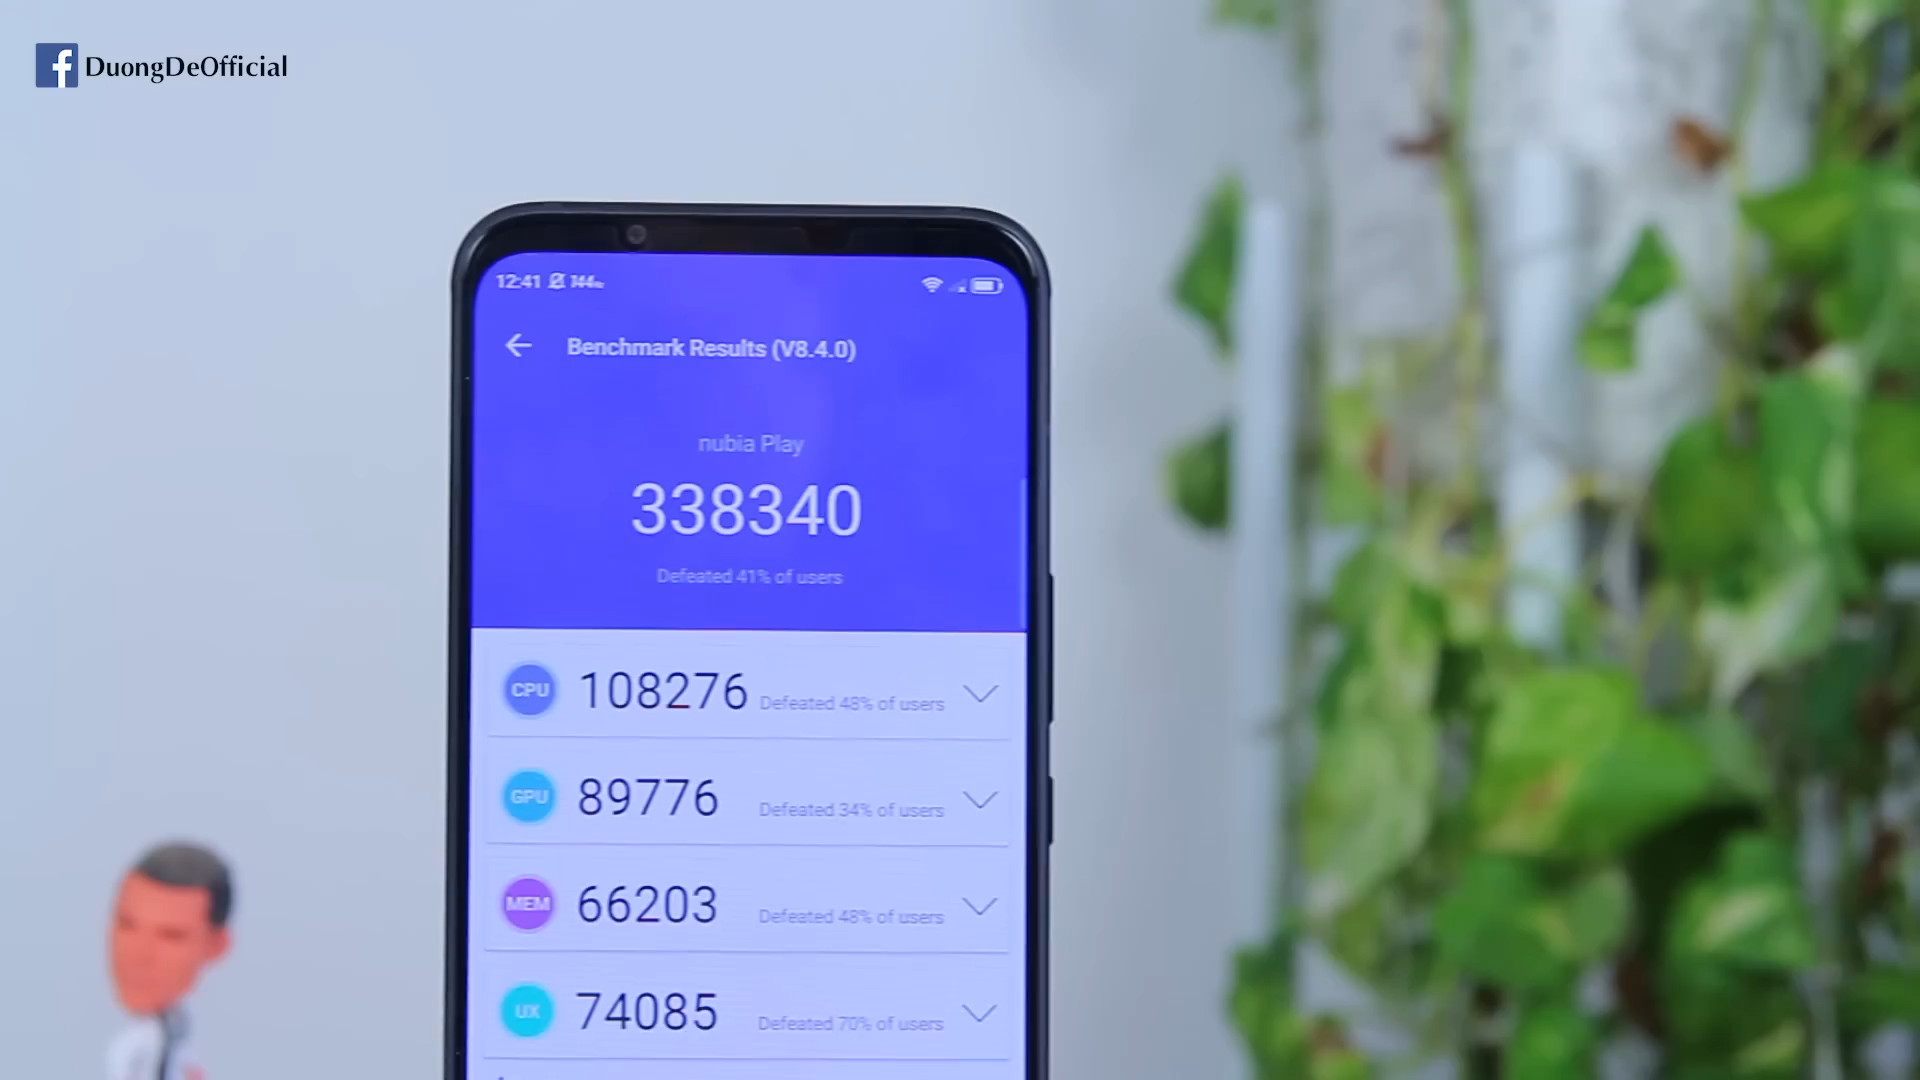 DuongDeOfficial
12:41 144Hz
Benchmark Results (V8.4.0)
nubia Play
338340
Defeated 41% of users
CPU 108276 Defeated 48% of users
GPU 89776 Defeated 34% of users
MEM 66203 Defeated 48% of users
UX 74085 Defeated 70% of users